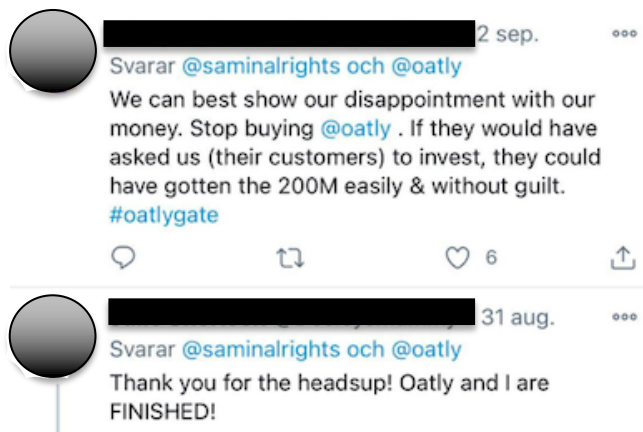 2 sep.
Svarar @saminalrights och @oatly
We can best show our disappointment with our
money. Stop buying @oatly . If they would have
asked us (their customers) to invest, they could
have gotten the 200M easily & without guilt.
#oatlygate
6
31 aug.
Svarar @saminalrights och @oatly
Thank you for the headsup! Oatly and I are
FINISHED!